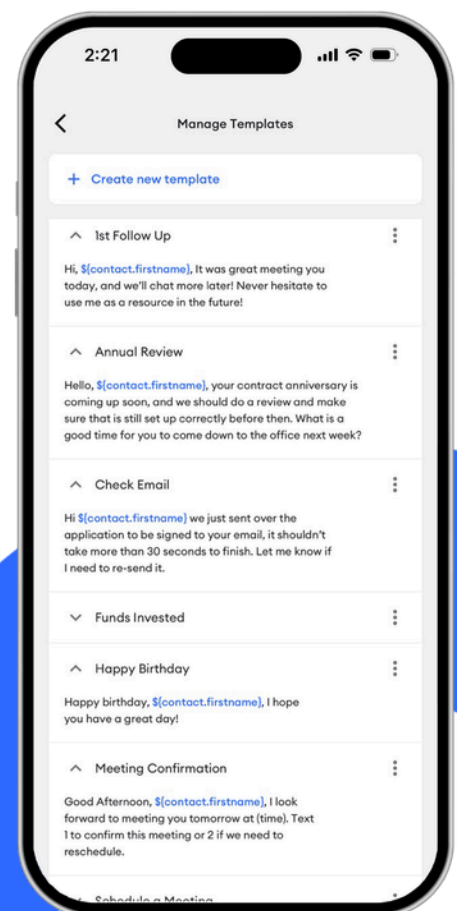 2:21
Manage Templates
+ Create new template
1st Follow Up
Hi, ${contact.firstname}, It was great meeting you
today, and we'll chat more later! Never hesitate to
use me as a resource in the future!
Annual Review
Hello, ${contact.firstname}, your contract anniversary is
coming up soon, and we should do a review and make
sure that is still set up correctly before then. What is a
good time for you to come down to the office next week?
Check Email
Hi ${contact.firstname} we just sent over the
application to be signed to your email, it shouldn't
take more than 30 seconds to finish. Let me know if
I need to re-send it.
Funds Invested
Happy Birthday
Happy birthday, ${contact.firstname}, I hope
you have a great day!
Meeting Confirmation
Good Afternoon, ${contact.firstname}, I look
forward to meeting you tomorrow at {time}. Text
1 to confirm this meeting or 2 if we need to
reschedule.
Schedule a Meeting